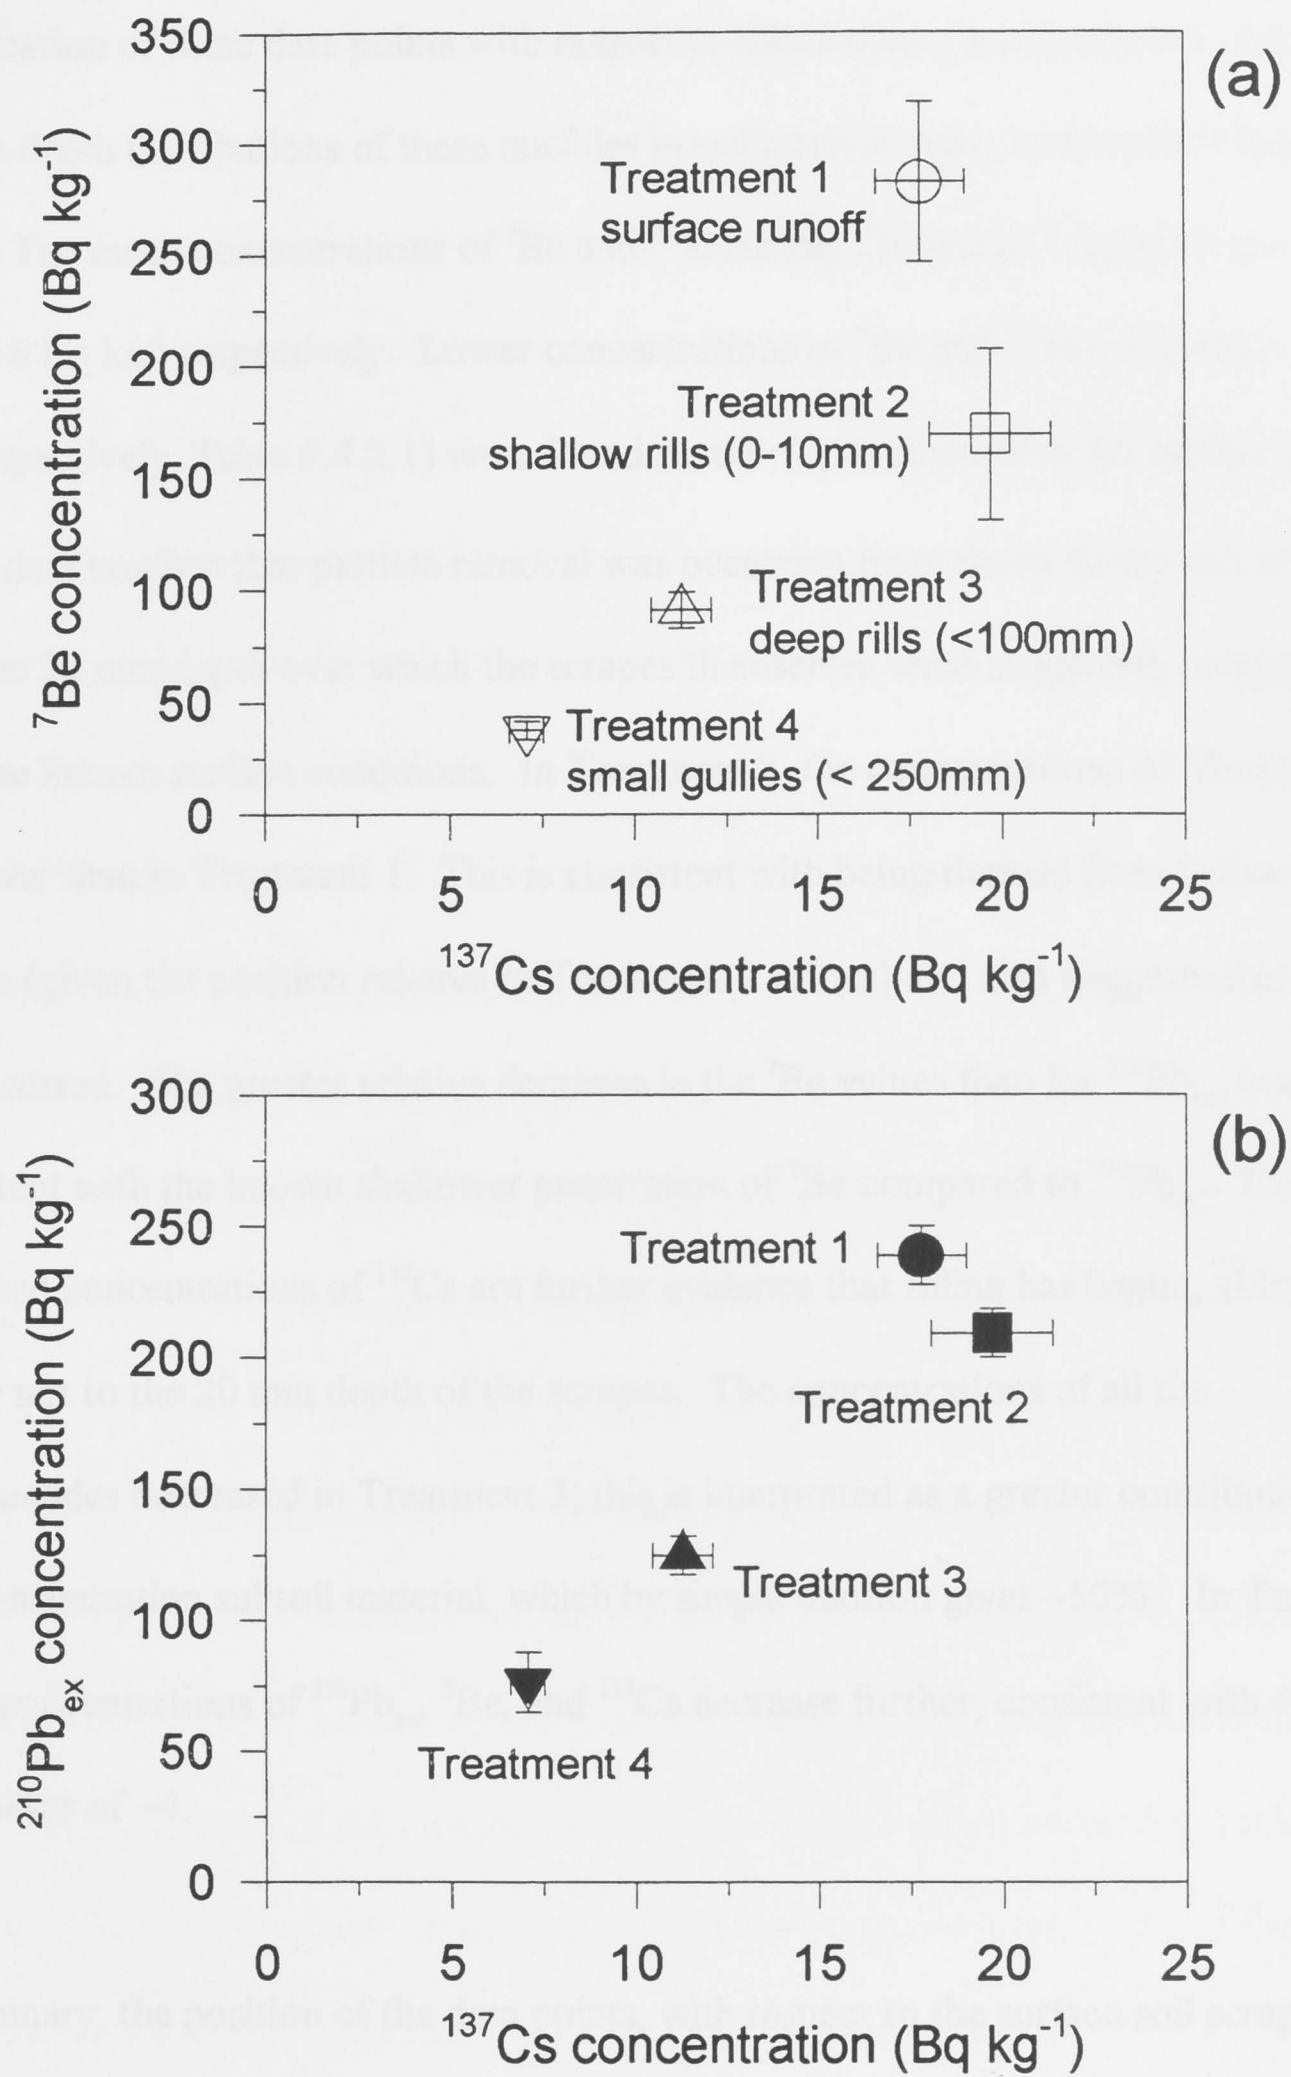 (a)
350
300
250
200
150
100
50
0
⁷Be concentration (Bq kg⁻¹)
Treatment 1
surface runoff
Treatment 2
shallow rills (0-10mm)
Treatment 3
deep rills (<100mm)
Treatment 4
small gullies (< 250mm)
0 5 10 15 20 25
¹³⁷Cs concentration (Bq kg⁻¹)
(b)
300
250
200
150
100
50
0
²¹⁰Pb_ex concentration (Bq kg⁻¹)
Treatment 1
Treatment 2
Treatment 3
Treatment 4
0 5 10 15 20 25
¹³⁷Cs concentration (Bq kg⁻¹)